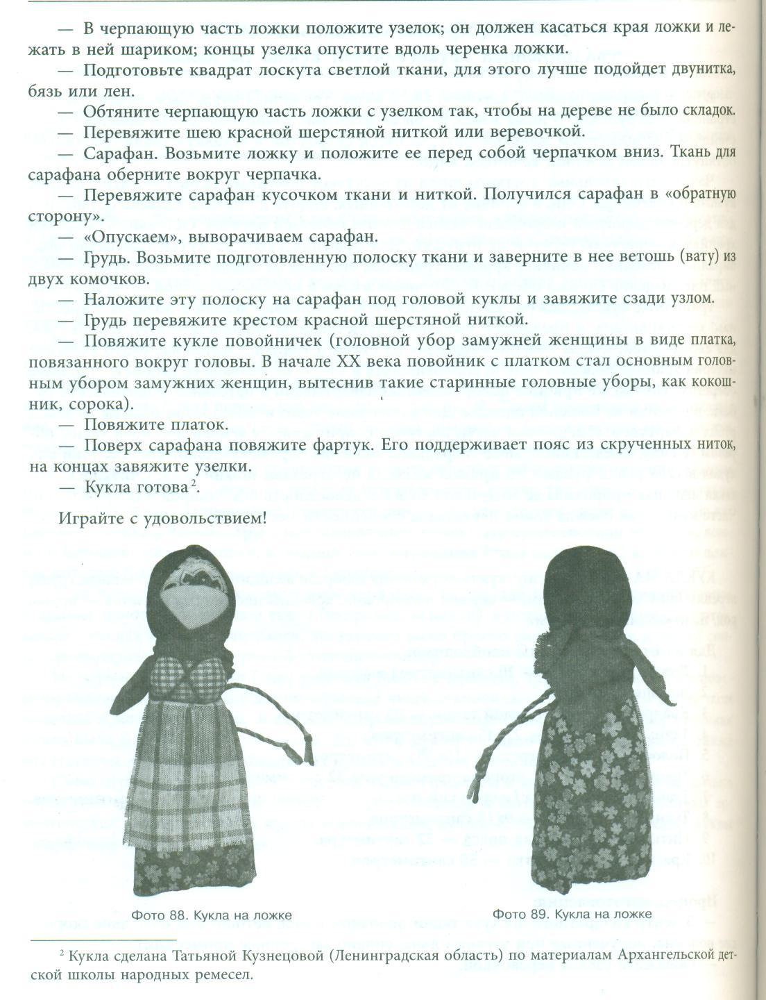 — В черпающую часть ложки положите узелок; он должен касаться края ложки и ле-
жать в ней шариком; концы узелка опустите вдоль черенка ложки.
— Подготовьте квадрат лоскута светлой ткани, для этого лучше подойдет двунитка,
бязь или лен.
— Обтяните черпающую часть ложки с узелком так, чтобы на дереве не было складок.
— Перевяжите шею красной шерстяной ниткой или веревочкой.
— Сарафан. Возьмите ложку и положите ее перед собой черпачком вниз. Ткань для
сарафана оберните вокруг черпачка.
— Перевяжите сарафан кусочком ткани и ниткой. Получился сарафан в «обратную
сторону».
— «Опускаем», выворачиваем сарафан.
— Грудь. Возьмите подготовленную полоску ткани и заверните в нее ветошь (вату) из
двух комочков.
— Наложите эту полоску на сарафан под головой куклы и завяжите сзади узлом.
— Грудь перевяжите крестом красной шерстяной ниткой.
— Повяжите кукле повойничек (головной убор замужней женщины в виде платка,
повязанного вокруг головы. В начале XX века повойник с платком стал основным голов-
ным убором замужних женщин, вытеснив такие старинные головные уборы, как кокош-
ник, сорока).
— Повяжите платок.
— Поверх сарафана повяжите фартук. Его поддерживает пояс из скрученных ниток,
на концах завяжите узелки.
— Кукла готова².
Играйте с удовольствием!
Фото 88. Кукла на ложке
Фото 89. Кукла на ложке
² Кукла сделана Татьяной Кузнецовой (Ленинградская область) по материалам Архангельской дет-
ской школы народных ремесел.